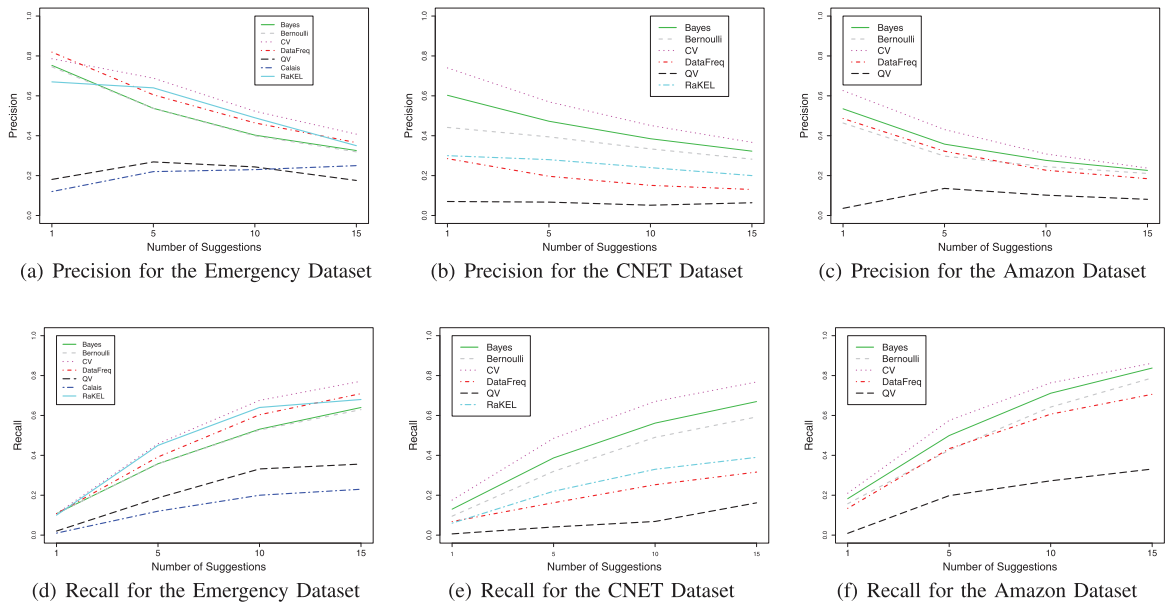 Precision
1.0
0.8
0.6
0.4
0.2
0.0
Bayes
Bernoulli
CV
DataFreq
QV
Calais
RaKEL
1 5 10 15
Number of Suggestions
(a) Precision for the Emergency Dataset
Precision
1.0
0.8
0.6
0.4
0.2
0.0
Bayes
Bernoulli
CV
DataFreq
QV
RaKEL
1 5 10 15
Number of Suggestions
(b) Precision for the CNET Dataset
Precision
1.0
0.8
0.6
0.4
0.2
0.0
Bayes
Bernoulli
CV
DataFreq
QV
1 5 10 15
Number of Suggestions
(c) Precision for the Amazon Dataset
Recall
1.0
0.8
0.6
0.4
0.2
0.0
Bayes
Bernoulli
CV
DataFreq
QV
Calais
RaKEL
1 5 10 15
Number of Suggestions
(d) Recall for the Emergency Dataset
Recall
1.0
0.8
0.6
0.4
0.2
0.0
Bayes
Bernoulli
CV
DataFreq
QV
RaKEL
1 5 10 15
Number of Suggestions
(e) Recall for the CNET Dataset
Recall
1.0
0.8
0.6
0.4
0.2
0.0
Bayes
Bernoulli
CV
DataFreq
QV
1 5 10 15
Number of Suggestions
(f) Recall for the Amazon Dataset